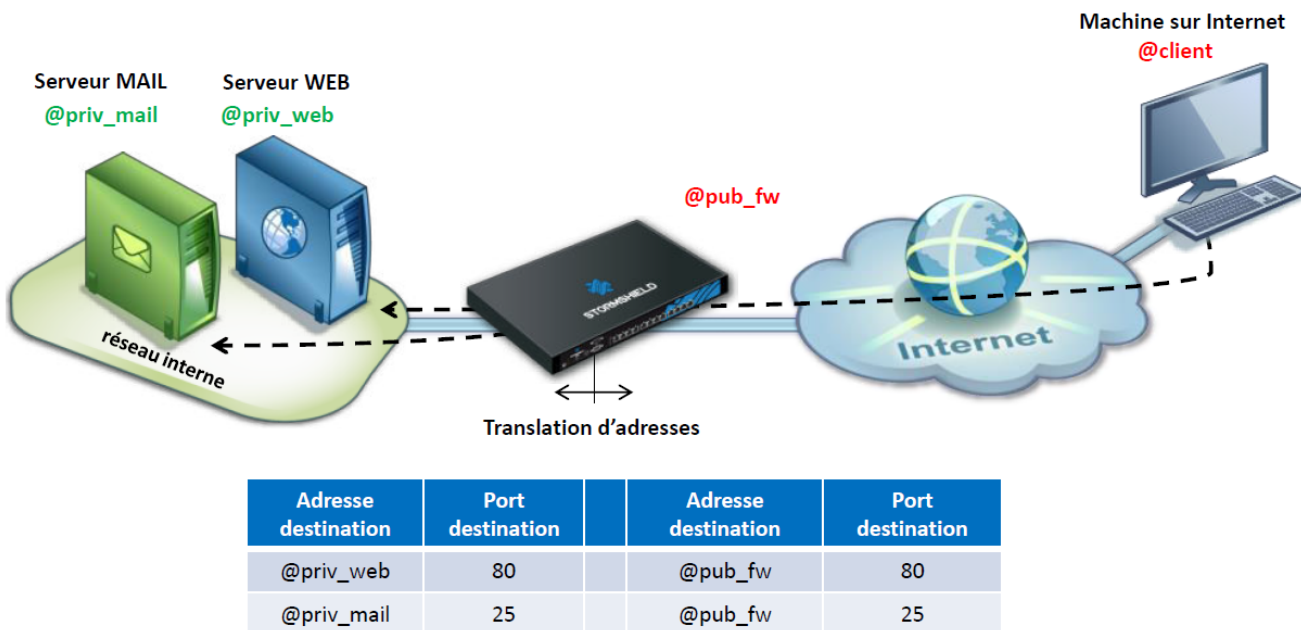 Machine sur Internet
@client
Serveur MAIL
Serveur WEB
@priv_mail
@priv_web
@pub_fw
STORMSHIELD
réseau interne
Internet
Translation d’adresses
Adresse destination Port destination Adresse destination Port destination
@priv_web 80 @pub_fw 80
@priv_mail 25 @pub_fw 25